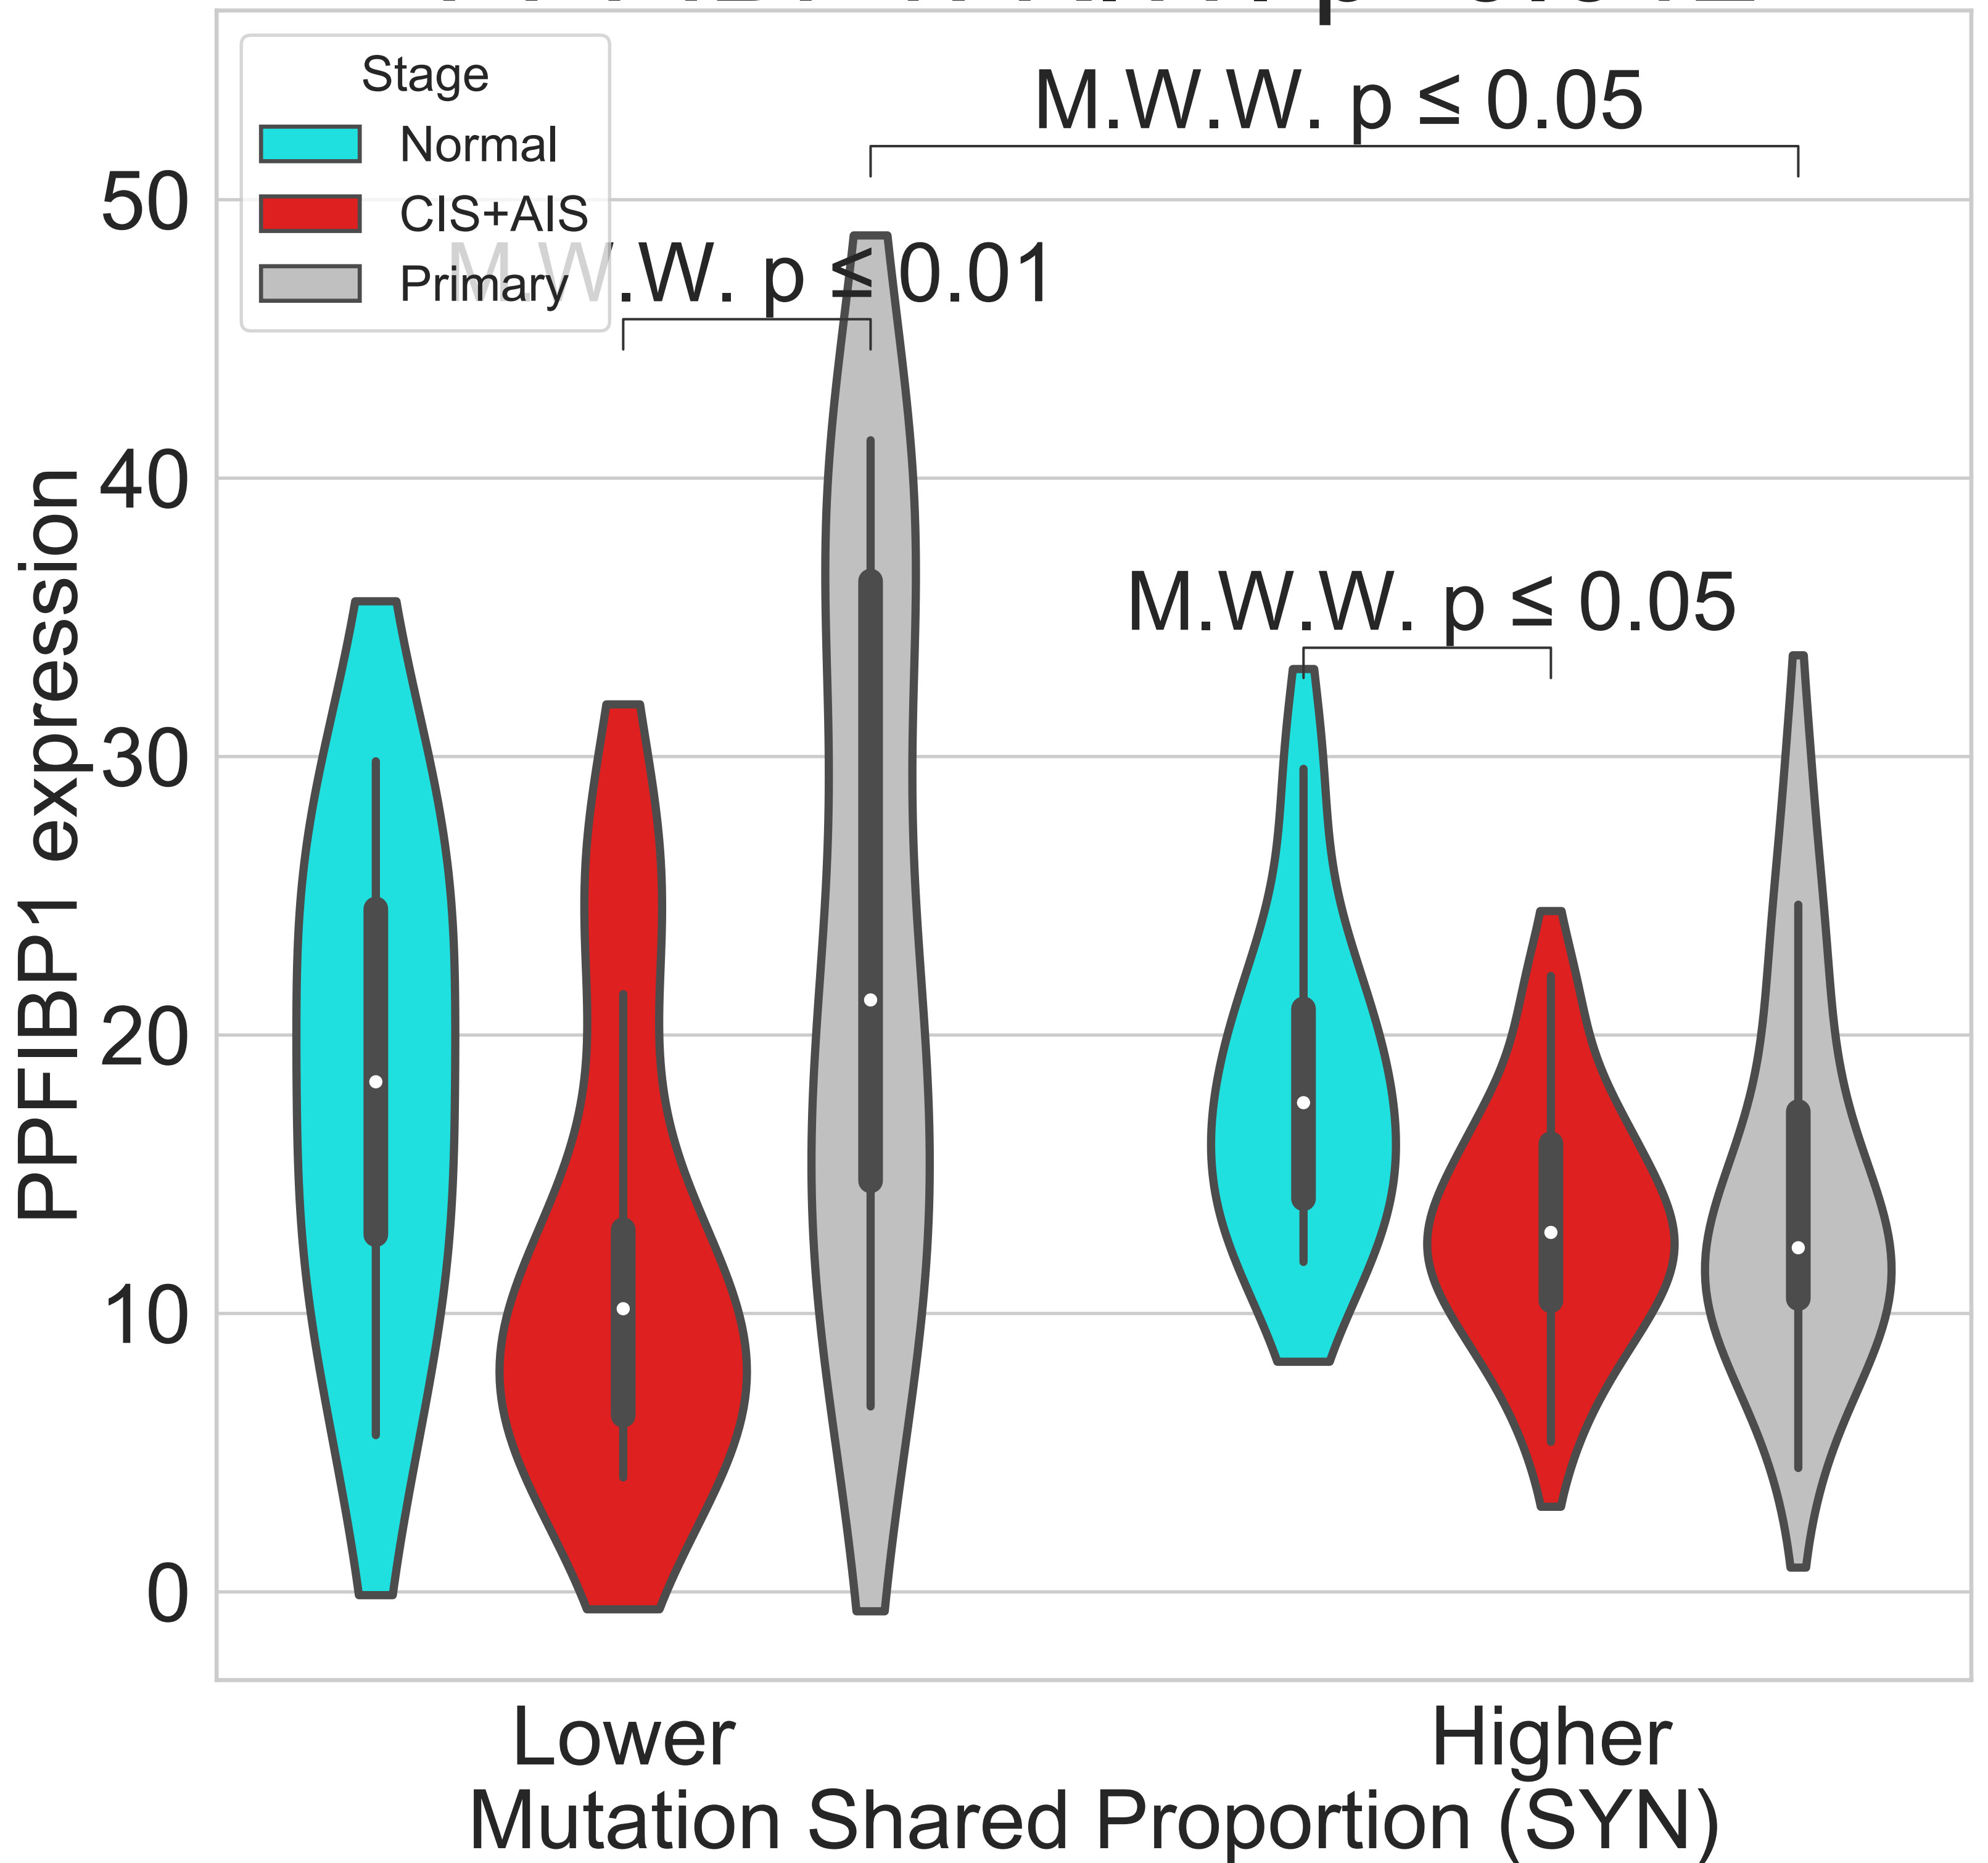 Stage
Normal
CIS+AIS
Primary
M.W.W. p ≤ 0.05
M.W.W. p ≤ 0.01
M.W.W. p ≤ 0.05
50
40
30
20
10
0
PPFIBP1 expression
Lower
Higher
Mutation Shared Proportion (SYN)